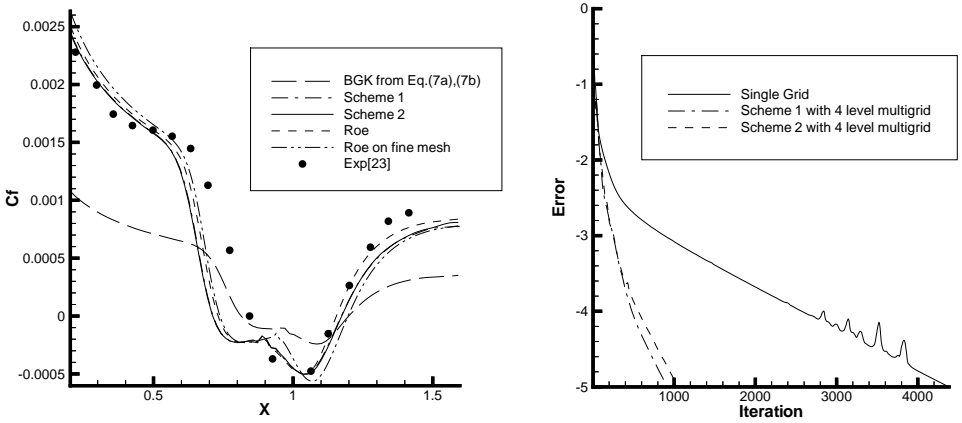 0.0025
0.002
0.0015
0.001
0.0005
0
-0.0005
Cf
0.5
1
1.5
X
BGK from Eq.(7a),(7b)
Scheme 1
Scheme 2
Roe
Roe on fine mesh
Exp[23]
0
-1
-2
-3
-4
-5
Error
1000
2000
3000
4000
Iteration
Single Grid
Scheme 1 with 4 level multigrid
Scheme 2 with 4 level multigrid